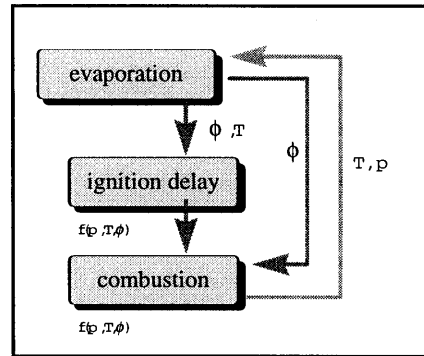 evaporation
ϕ ,T
ignition delay
ϕ
T,p
f(p,T,ϕ)
combustion
f(p,T,ϕ)